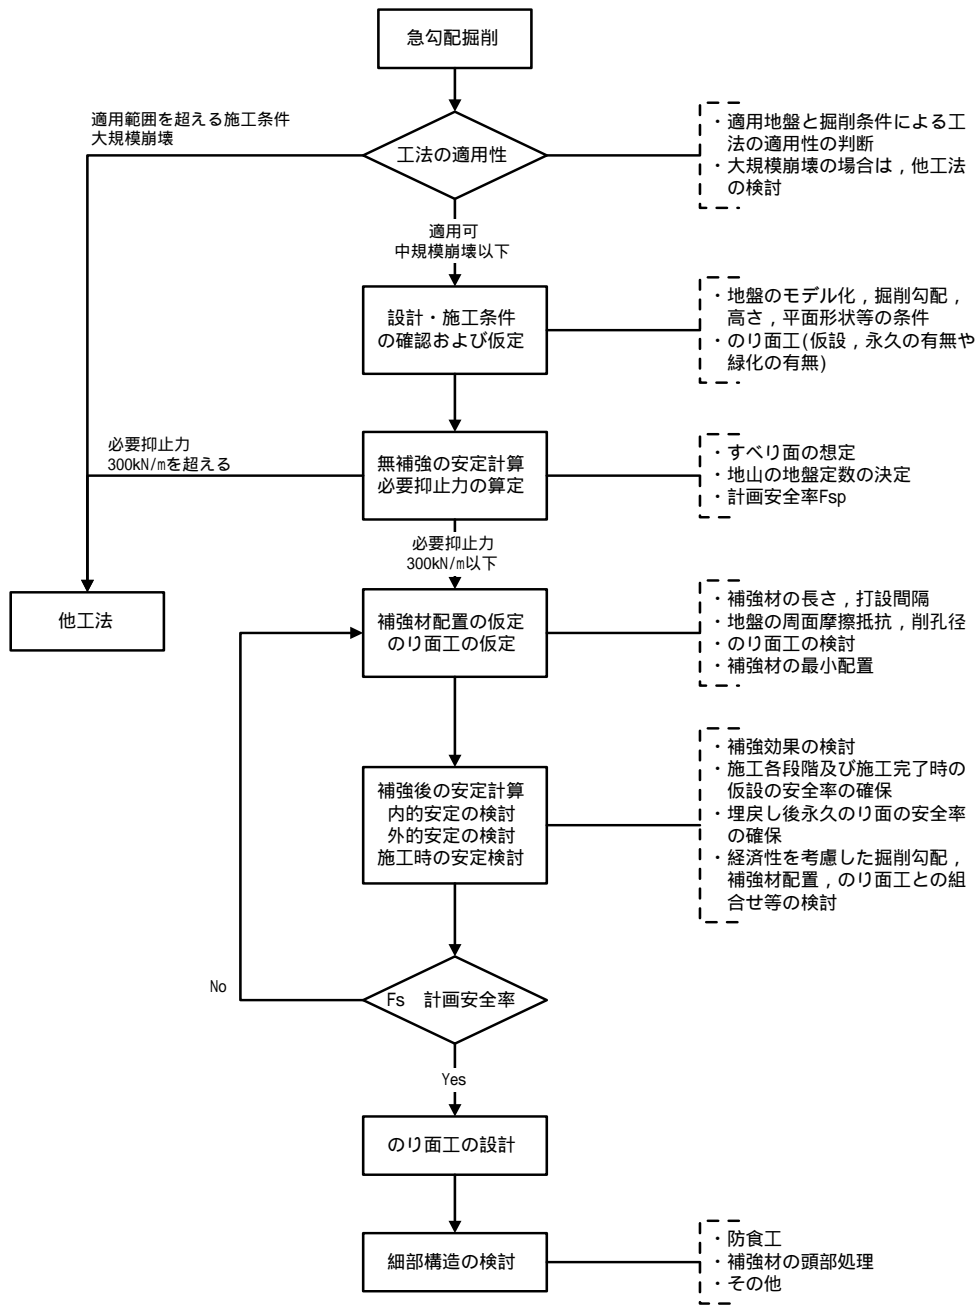 急勾配掘削
適用範囲を超える施工条件
大規模崩壊
工法の適用性
・適用地盤と掘削条件による工
法の適用性の判断
・大規模崩壊の場合は，他工法
の検討
適用可
中規模崩壊以下
設計・施工条件
の確認および仮定
・地盤のモデル化，掘削勾配，
高さ，平面形状等の条件
・のり面工(仮設，永久の有無や
緑化の有無)
必要抑止力
300kN/mを超える
無補強の安定計算
必要抑止力の算定
・すべり面の想定
・地山の地盤定数の決定
・計画安全率Fsp
必要抑止力
300kN/m以下
他工法
補強材配置の仮定
のり面工の仮定
・補強材の長さ，打設間隔
・地盤の周面摩擦抵抗，削孔径
・のり面工の検討
・補強材の最小配置
補強後の安定計算
内的安定の検討
外的安定の検討
施工時の安定検討
・補強効果の検討
・施工各段階及び施工完了時の
仮設の安全率の確保
・埋戻し後永久のり面の安全率
の確保
・経済性を考慮した掘削勾配，
補強材配置，のり面工との組
合せ等の検討
No
Fs　計画安全率
Yes
のり面工の設計
細部構造の検討
・防食工
・補強材の頭部処理
・その他